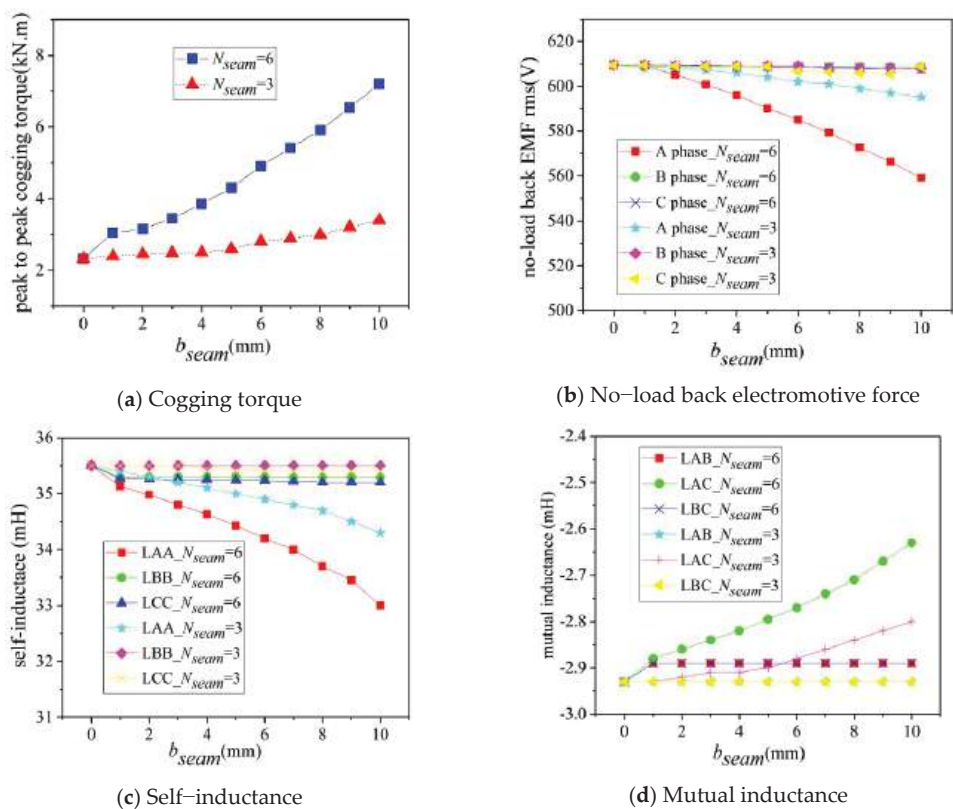 peak to peak cogging torque(kN.m)
8
6
4
2
N_seam=6
N_seam=3
0 2 4 6 8 10
b_seam(mm)
(a) Cogging torque
no-load back EMF rms(V)
620
600
580
560
540
520
500
A phase_N_seam=6
B phase_N_seam=6
C phase_N_seam=6
A phase_N_seam=3
B phase_N_seam=3
C phase_N_seam=3
0 2 4 6 8 10
b_seam(mm)
(b) No−load back electromotive force
self-inductace (mH)
36
35
34
33
32
31
LAA_N_seam=6
LBB_N_seam=6
LCC_N_seam=6
LAA_N_seam=3
LBB_N_seam=3
LCC_N_seam=3
0 2 4 6 8 10
b_seam(mm)
(c) Self−inductance
mutual inductance (mH)
-2.4
-2.5
-2.6
-2.7
-2.8
-2.9
-3.0
LAB_N_seam=6
LAC_N_seam=6
LBC_N_seam=6
LAB_N_seam=3
LAC_N_seam=3
LBC_N_seam=3
0 2 4 6 8 10
b_seam(mm)
(d) Mutual inductance